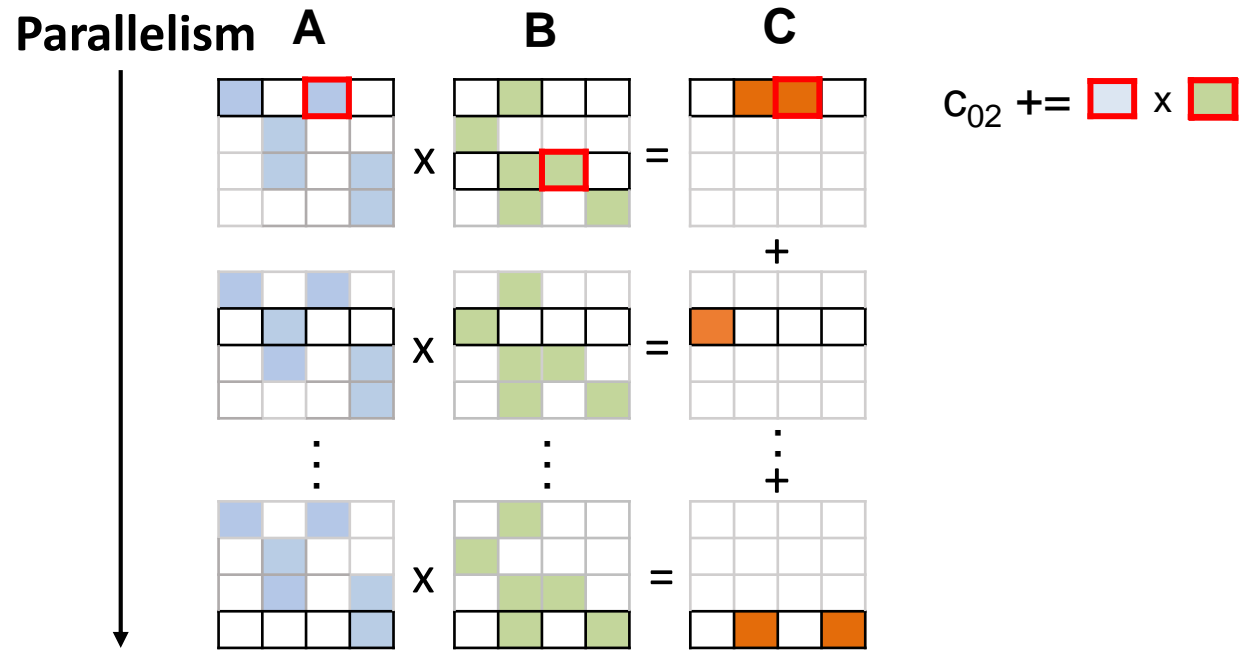 Parallelism A B C
x =
c02 += x
+
x =
⋮ ⋮ ⋮
+
x =